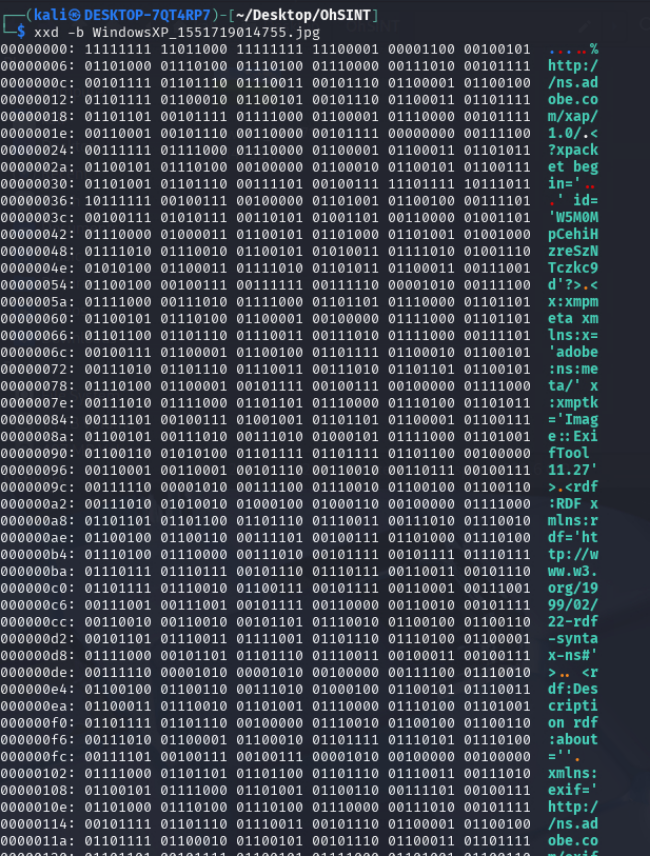 ┌──(kali㉿DESKTOP-7QT4RP7)-[~/Desktop/OhSINT]
└─$ xxd -b WindowsXP_1551719014755.jpg
00000000: 11111111 11011000 11111111 11100001 00001100 00100101 .....%
00000006: 01101000 01110100 01110100 01110000 00111010 00101111 http:/
0000000c: 00101111 01101110 01110011 00101110 01100001 01100100 /ns.ad
00000012: 01101111 01100010 01100101 00101110 01100011 01101111 obe.co
00000018: 01101101 00101111 01111000 01100001 01110000 00101111 m/xap/
0000001e: 00110001 00101110 00110000 00101111 00000000 00111100 1.0/.<
00000024: 00111111 01111000 01110000 01100001 01100011 01101011 ?xpack
0000002a: 01100101 01110100 00100000 01100010 01100101 01100111 et beg
00000030: 01101001 01101110 00111101 00100111 11101111 10111011 in='..
00000036: 10111111 00100111 00100000 01101001 01100100 00111101 .' id=
0000003c: 00100111 01010111 00110101 01001101 00110000 01001101 'W5M0M
00000042: 01110000 01000011 01100101 01101000 01101001 01001000 pCehiH
00000048: 01111010 01110010 01100101 01010011 01111010 01001110 zreSzN
0000004e: 01010100 01100011 01111010 01101011 01100011 00111001 Tczkc9
00000054: 01100100 00100111 00111111 00111110 00001010 00111100 d'?>.<
0000005a: 01111000 00111010 01111000 01101101 01110000 01101101 x:xmpm
00000060: 01100101 01110100 01100001 00100000 01111000 01101101 eta xm
00000066: 01101100 01101110 01110011 00111010 01111000 00111101 lns:x=
0000006c: 00100111 01100001 01100100 01101111 01100010 01100101 'adobe
00000072: 00111010 01101110 01110011 00111010 01101101 01100101 :ns:me
00000078: 01110100 01100001 00101111 00100111 00100000 01111000 ta/' x
0000007e: 00111010 01111000 01101101 01110000 01110100 01101011 :xmptk
00000084: 00111101 00100111 01001001 01101101 01100001 01100111 ='Imag
0000008a: 01100101 00111010 00111010 01000101 01111000 01101001 e::Exi
00000090: 01100110 01010100 01101111 01101111 01101100 00100000 fTool
00000096: 00110001 00110001 00101110 00110010 00110111 00100111 11.27'
0000009c: 00111110 00001010 00111100 01110010 01100100 01100110 >.<rdf
000000a2: 00111010 01010010 01000100 01000110 00100000 01111000 :RDF x
000000a8: 01101101 01101100 01101110 01110011 00111010 01110010 mlns:r
000000ae: 01100100 01100110 00111101 00100111 01101000 01110100 df='ht
000000b4: 01110100 01110000 00111010 00101111 00101111 01110111 tp://w
000000ba: 01110111 01110111 00101110 01110111 00110011 00101110 ww.w3.
000000c0: 01101111 01110010 01100111 00101111 00110001 00111001 org/19
000000c6: 00111001 00111001 00101111 00110000 00110010 00101111 99/02/
000000cc: 00110010 00110010 00101101 01110010 01100100 01100110 22-rdf
000000d2: 00101101 01110011 01111001 01101110 01110100 01100001 -synta
000000d8: 01111000 00101101 01101110 01110011 00100011 00100111 x-ns#'
000000de: 00111110 00001010 00001010 00100000 00111100 01110010 >.. <r
000000e4: 01100100 01100110 00111010 01000100 01100101 01110011 df:Des
000000ea: 01100011 01110010 01101001 01110000 01110100 01101001 cripti
000000f0: 01101111 01101110 00100000 01110010 01100100 01100110 on rdf
000000f6: 00111010 01100001 01100010 01101111 01110101 01110100 :about
000000fc: 00111101 00100111 00100111 00001010 00100000 00100000 =''.
00000102: 01111000 01101101 01101100 01101110 01110011 00111010 xmlns:
00000108: 01100101 01111000 01101001 01100110 00111101 00100111 exif='
0000010e: 01101000 01110100 01110100 01110000 00111010 00101111 http:/
00000114: 00101111 01101110 01110011 00101110 01100001 01100100 /ns.ad
0000011a: 01101111 01100010 01100101 00101110 01100011 01101111 obe.co